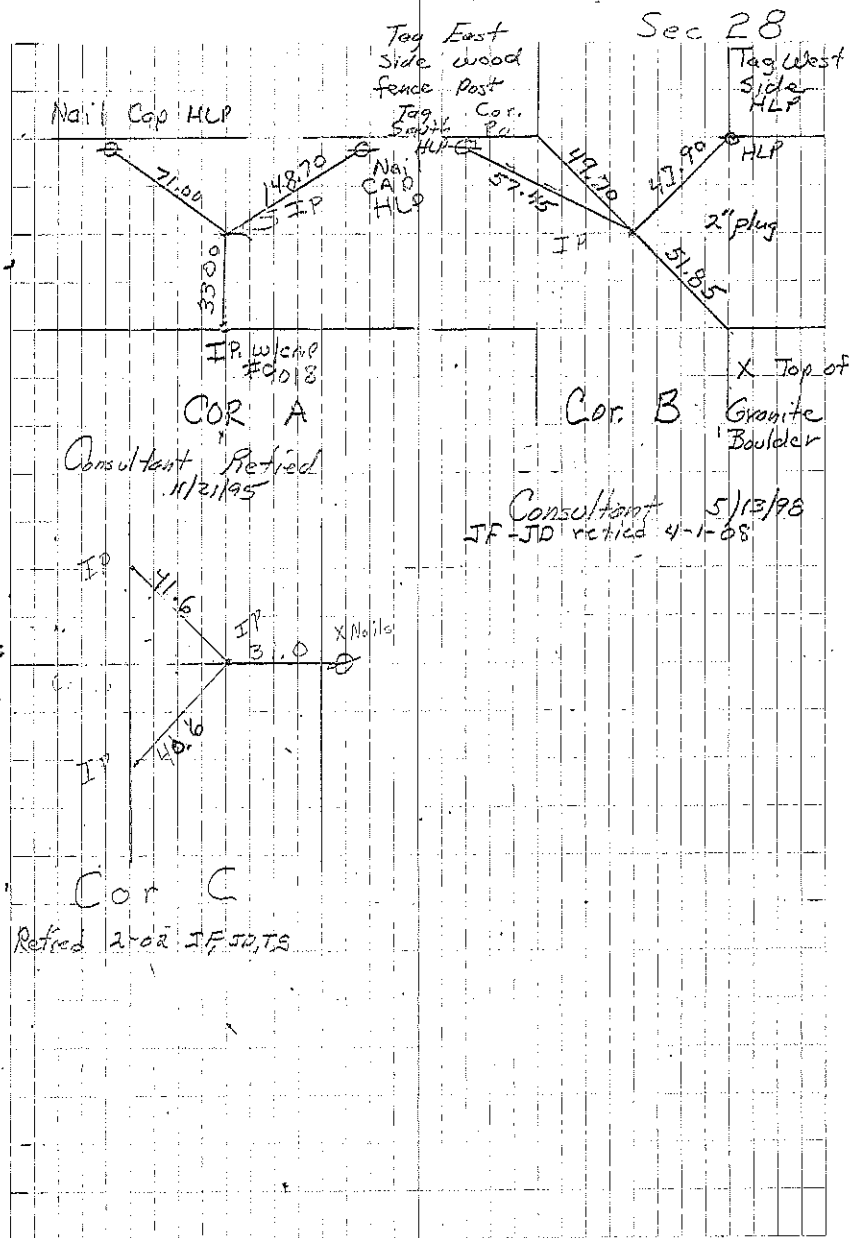 Sec 28
Tag East
Side wood
fence Post
Tag Cor.
South
HLP
Tag West
Side
HLP
HLP
Nail Cap HLP
71.00
148.70
Nai
CAP
HLP
IP
33.00
IP. w/cap
COR A
Consultant Retied
11/21/95
49.70
57.45
47.90
51.85
IP
2" plug
X Top of
Granite
Boulder
Cor. B
Consultant 5/13/98
JF-JD retied 4-1-08
IP
41.6
IP
31.0
X Nails
IP
40.6
Cor C
Retied 2-02 JF, JD, TS